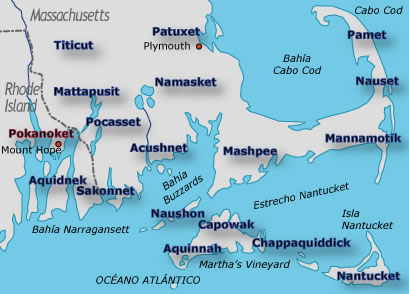 Massachusetts
Cabo Cod
Patuxet
Plymouth
Pamet
Titicut
Bahía
Cabo Cod
Rhode
Island
Namasket
Nauset
Mattapusit
Pocasset
Pokanoket
Mount Hope
Acushnet
Mashpee
Mannamotik
Aquidnek
Sakonnet
Bahía
Buzzards
Estrecho Nantucket
Naushon
Capowak
Isla
Nantucket
Bahía Narragansett
Aquinnah
Chappaquiddick
Martha's Vineyard
OCÉANO ATLÁNTICO
Nantucket